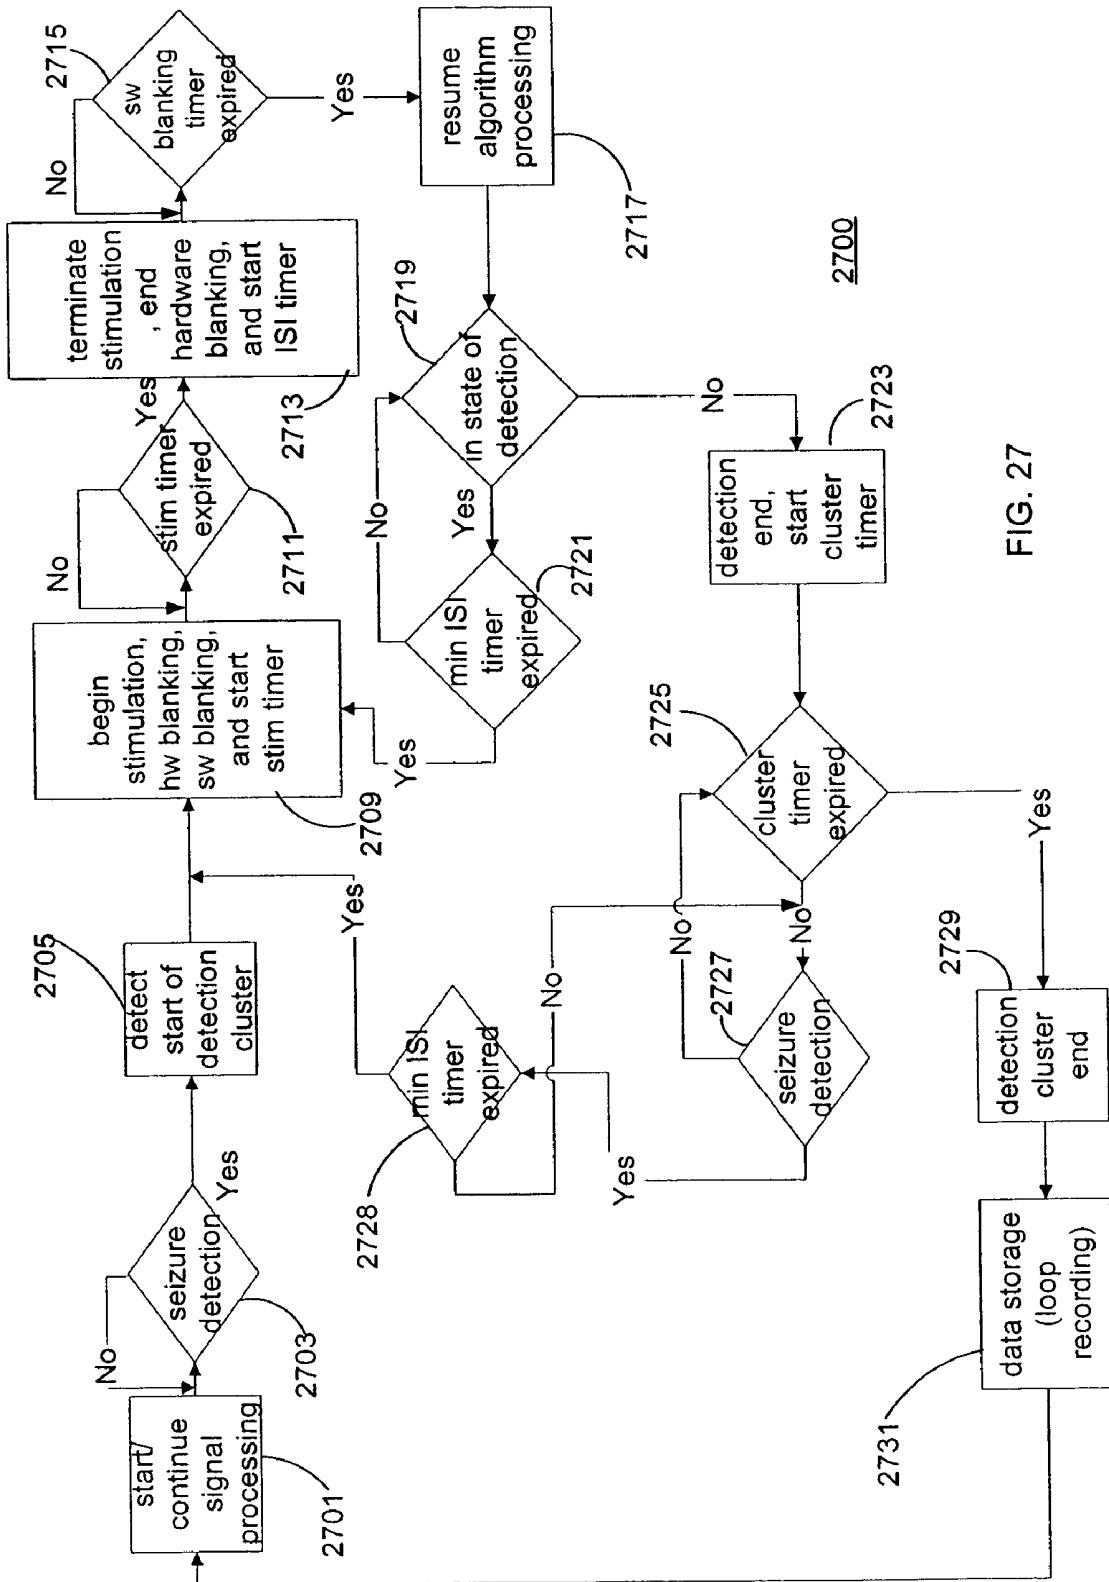 start/
continue
signal
processing
2701
No
seizure
detection
2703
Yes
detect
start of
detection
cluster
2705
begin
stimulation,
hw blanking,
sw blanking,
and start
stim timer
2709
No
stim timer
expired
2711
Yes
terminate
stimulation
, end
hardware
blanking,
and start
ISI timer
2713
No
sw
blanking
timer
expired
2715
Yes
resume
algorithm
processing
2717
in state of
detection
2719
Yes
No
min ISI
timer
expired
2721
No
Yes
detection
end,
start
cluster
timer
2723
cluster
timer
expired
2725
No
Yes
seizure
detection
2727
No
Yes
min ISI
timer
expired
2728
No
Yes
detection
cluster
end
2729
data storage
(loop
recording)
2731
2700
FIG. 27